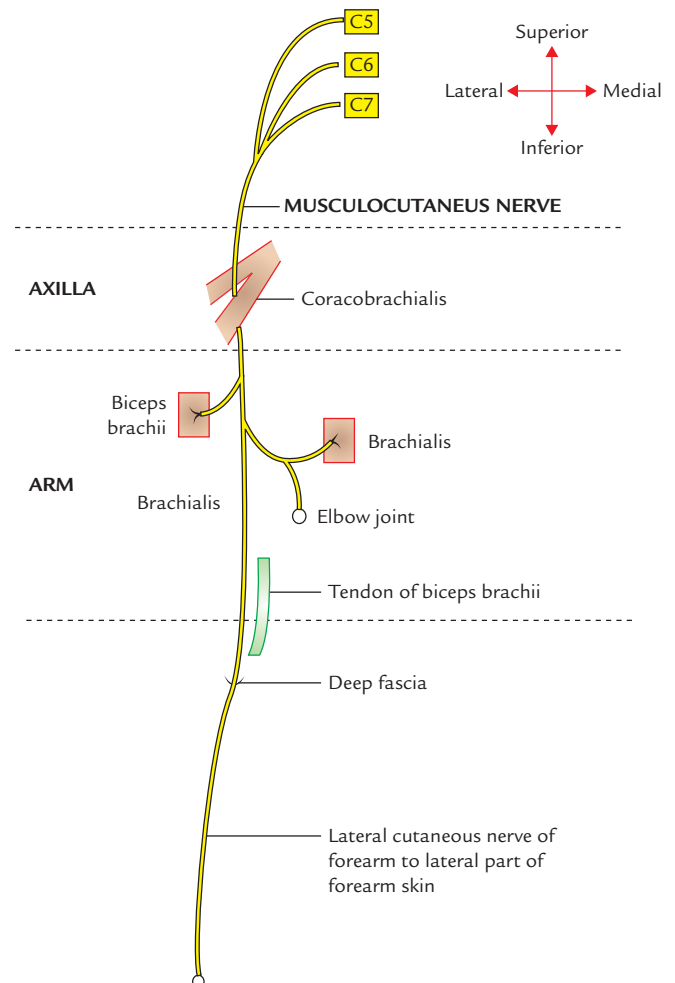 C5
Superior
C6
Lateral
Medial
C7
Inferior
MUSCULOCUTANEUS NERVE
AXILLA
Coracobrachialis
Biceps
brachii
Brachialis
ARM
Brachialis
Elbow joint
Tendon of biceps brachii
Deep fascia
Lateral cutaneous nerve of
forearm to lateral part of
forearm skin